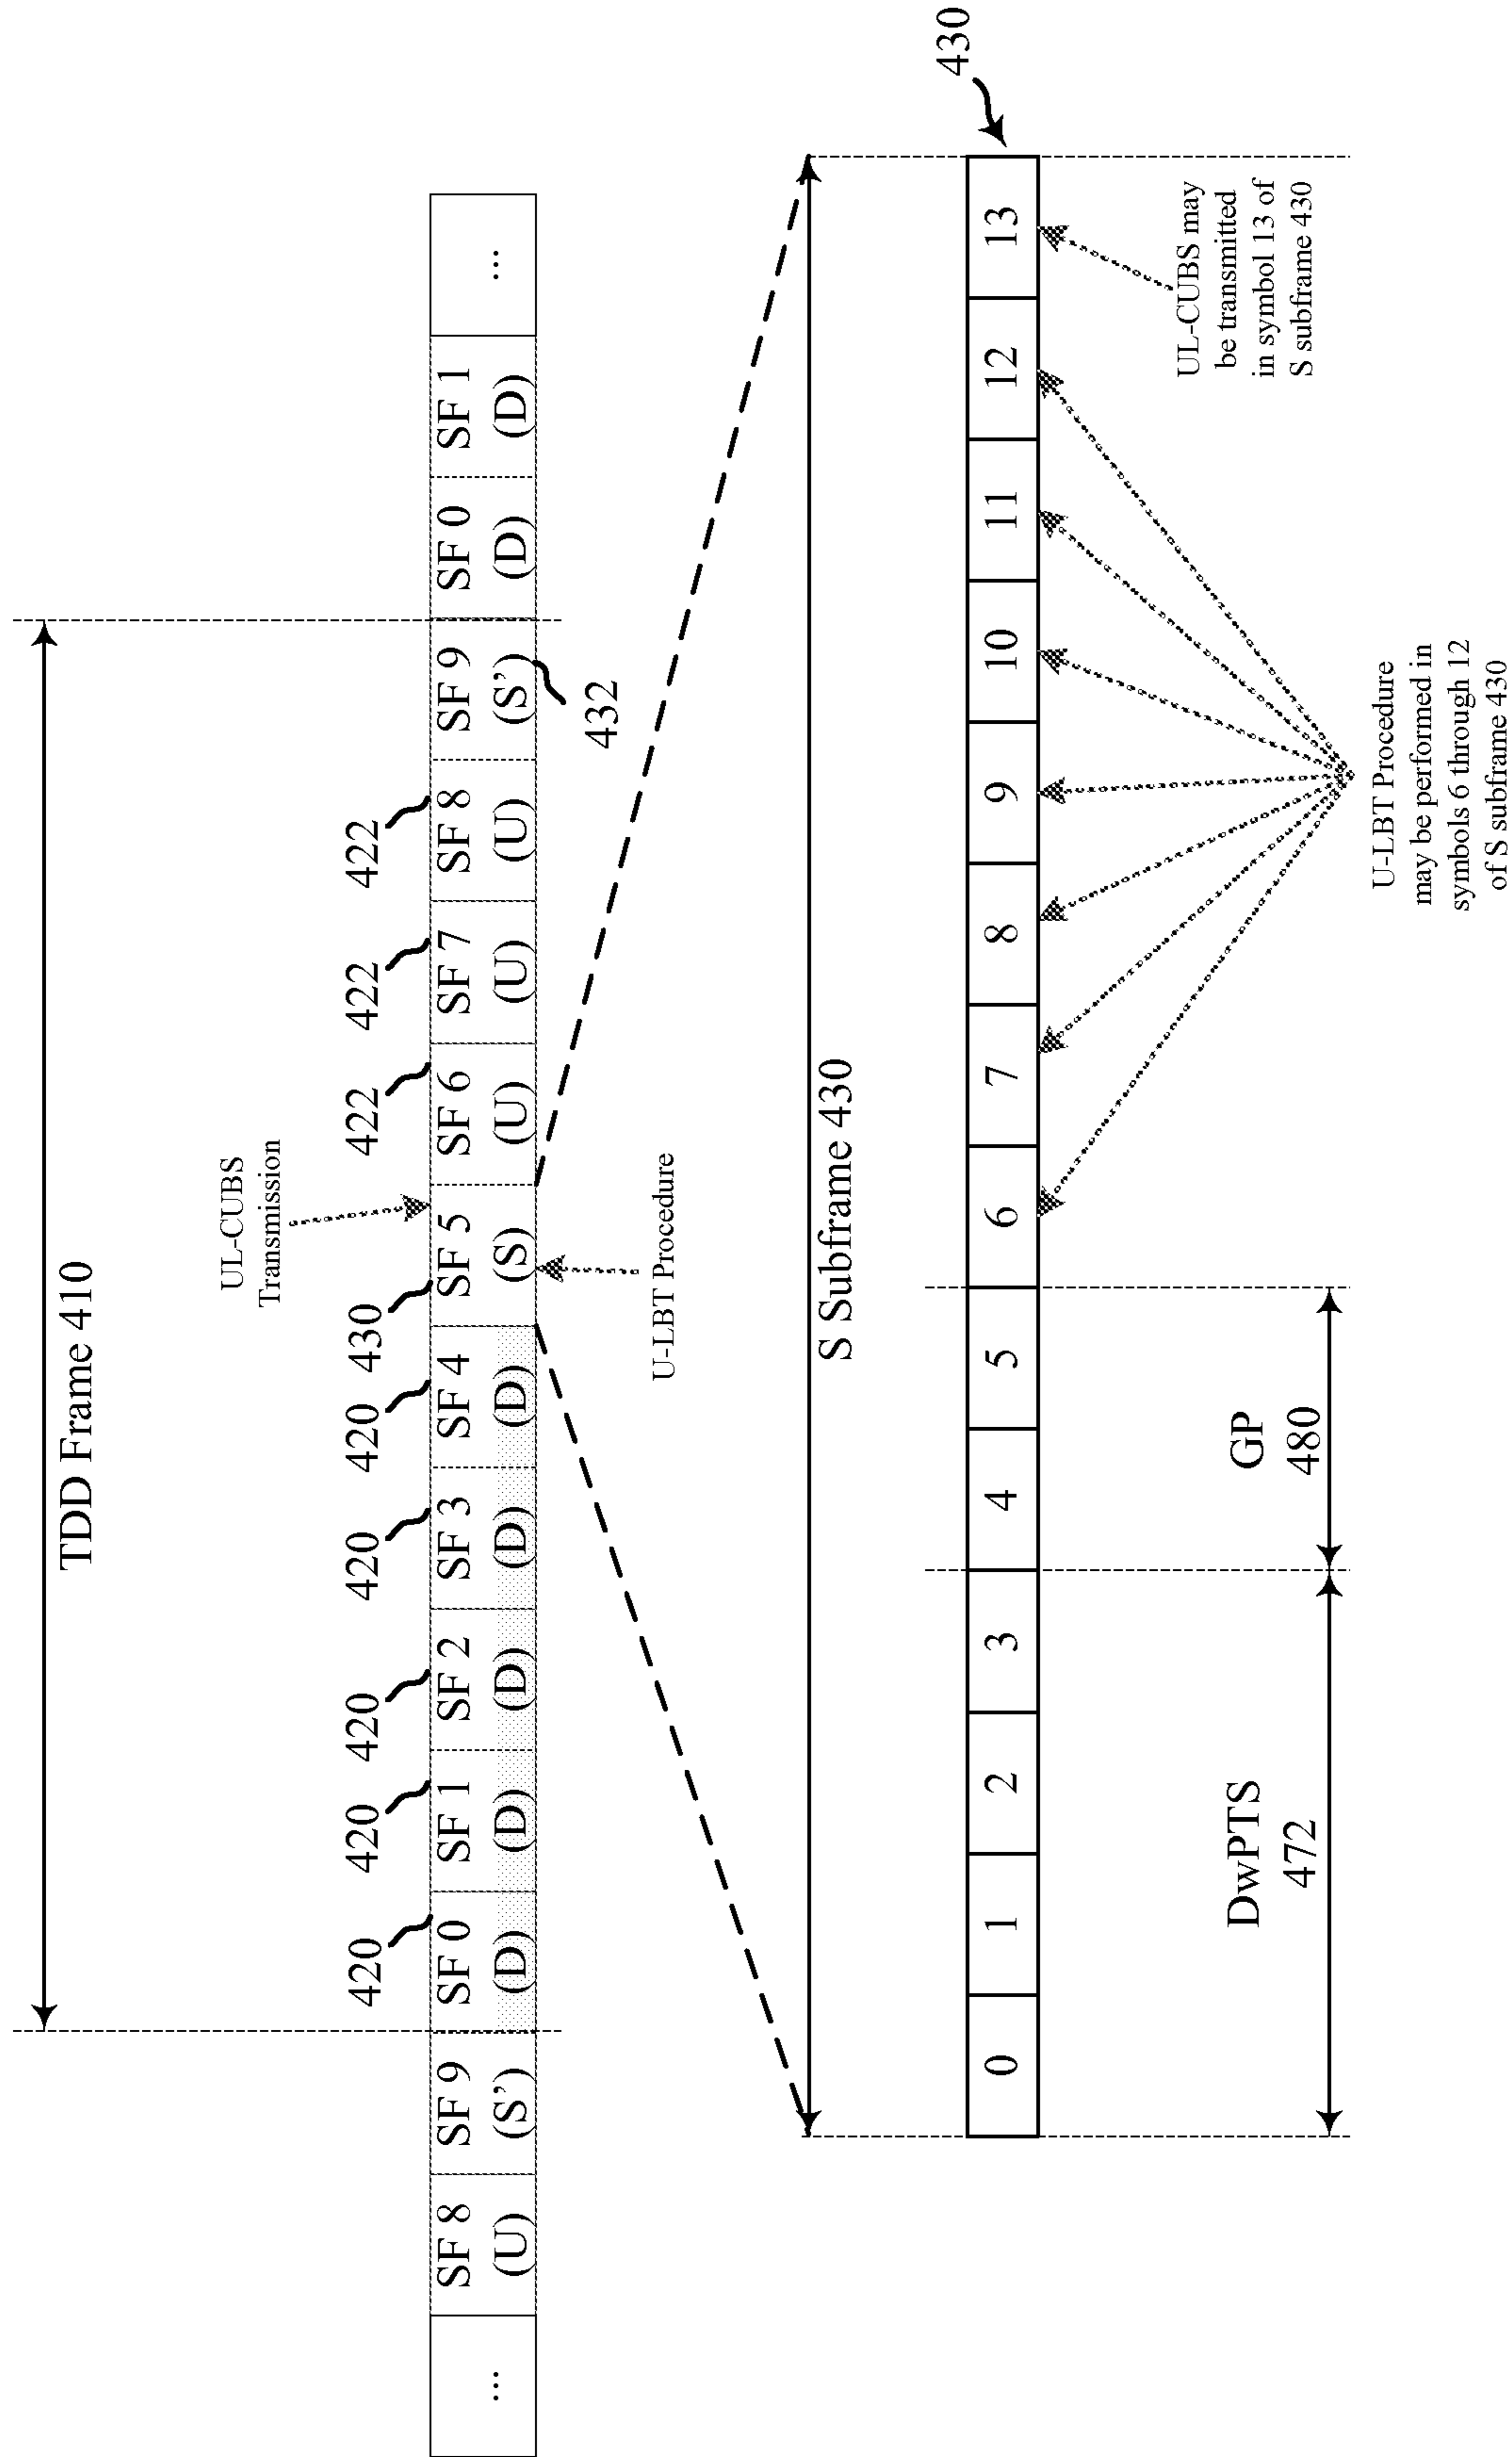 TDD Frame 410
UL-CUBS
Transmission
420
420
420
420
420
430
422
422
422
...
SF 8
(U)
SF 9
(S’)
SF 0
(D)
SF 1
(D)
SF 2
(D)
SF 3
(D)
SF 4
(D)
SF 5
(S)
SF 6
(U)
SF 7
(U)
SF 8
(U)
SF 9
(S’)
SF 0
(D)
SF 1
(D)
...
432
U-LBT Procedure
S Subframe 430
430
0
1
2
3
4
5
6
7
8
9
10
11
12
13
DwPTS
472
GP
480
UL-CUBS may
be transmitted
in symbol 13 of
S subframe 430
U-LBT Procedure
may be performed in
symbols 6 through 12
of S subframe 430